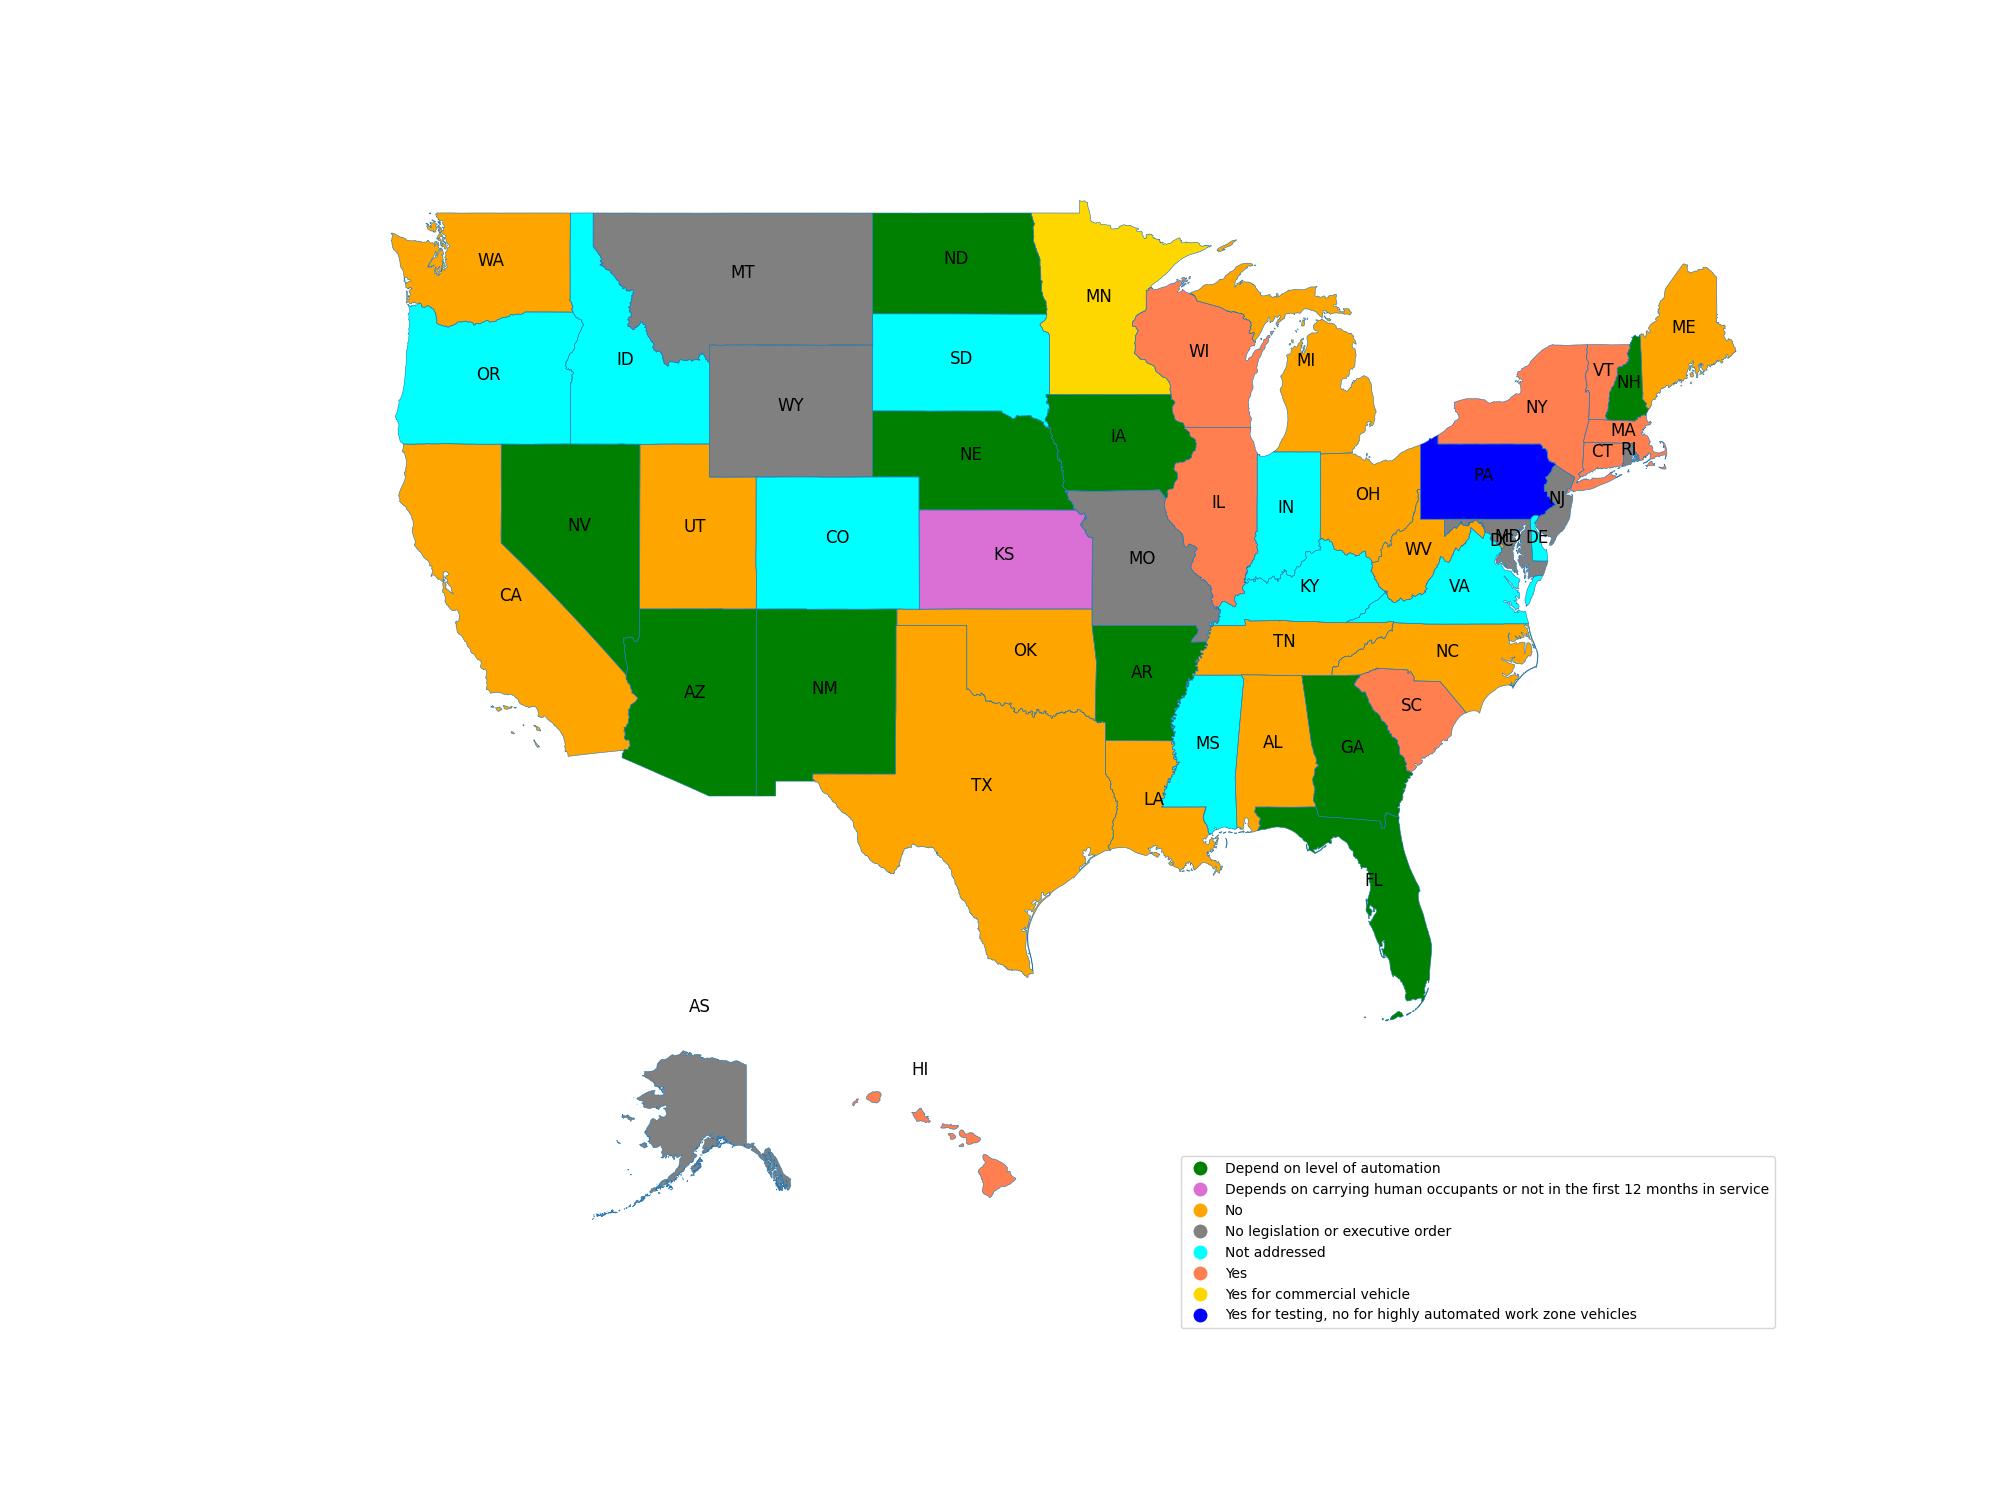 WA
MT
ND
MN
OR
ID
SD
WI
MI
ME
VT
NH
WY
NY
MA
CT
RI
NE
IA
PA
NV
UT
CO
KS
MO
IL
IN
OH
NJ
WV
DC
MD
DE
CA
KY
VA
OK
AR
TN
NC
AZ
NM
SC
TX
LA
MS
AL
GA
FL
AS
HI
Depend on level of automation
Depends on carrying human occupants or not in the first 12 months in service
No
No legislation or executive order
Not addressed
Yes
Yes for commercial vehicle
Yes for testing, no for highly automated work zone vehicles